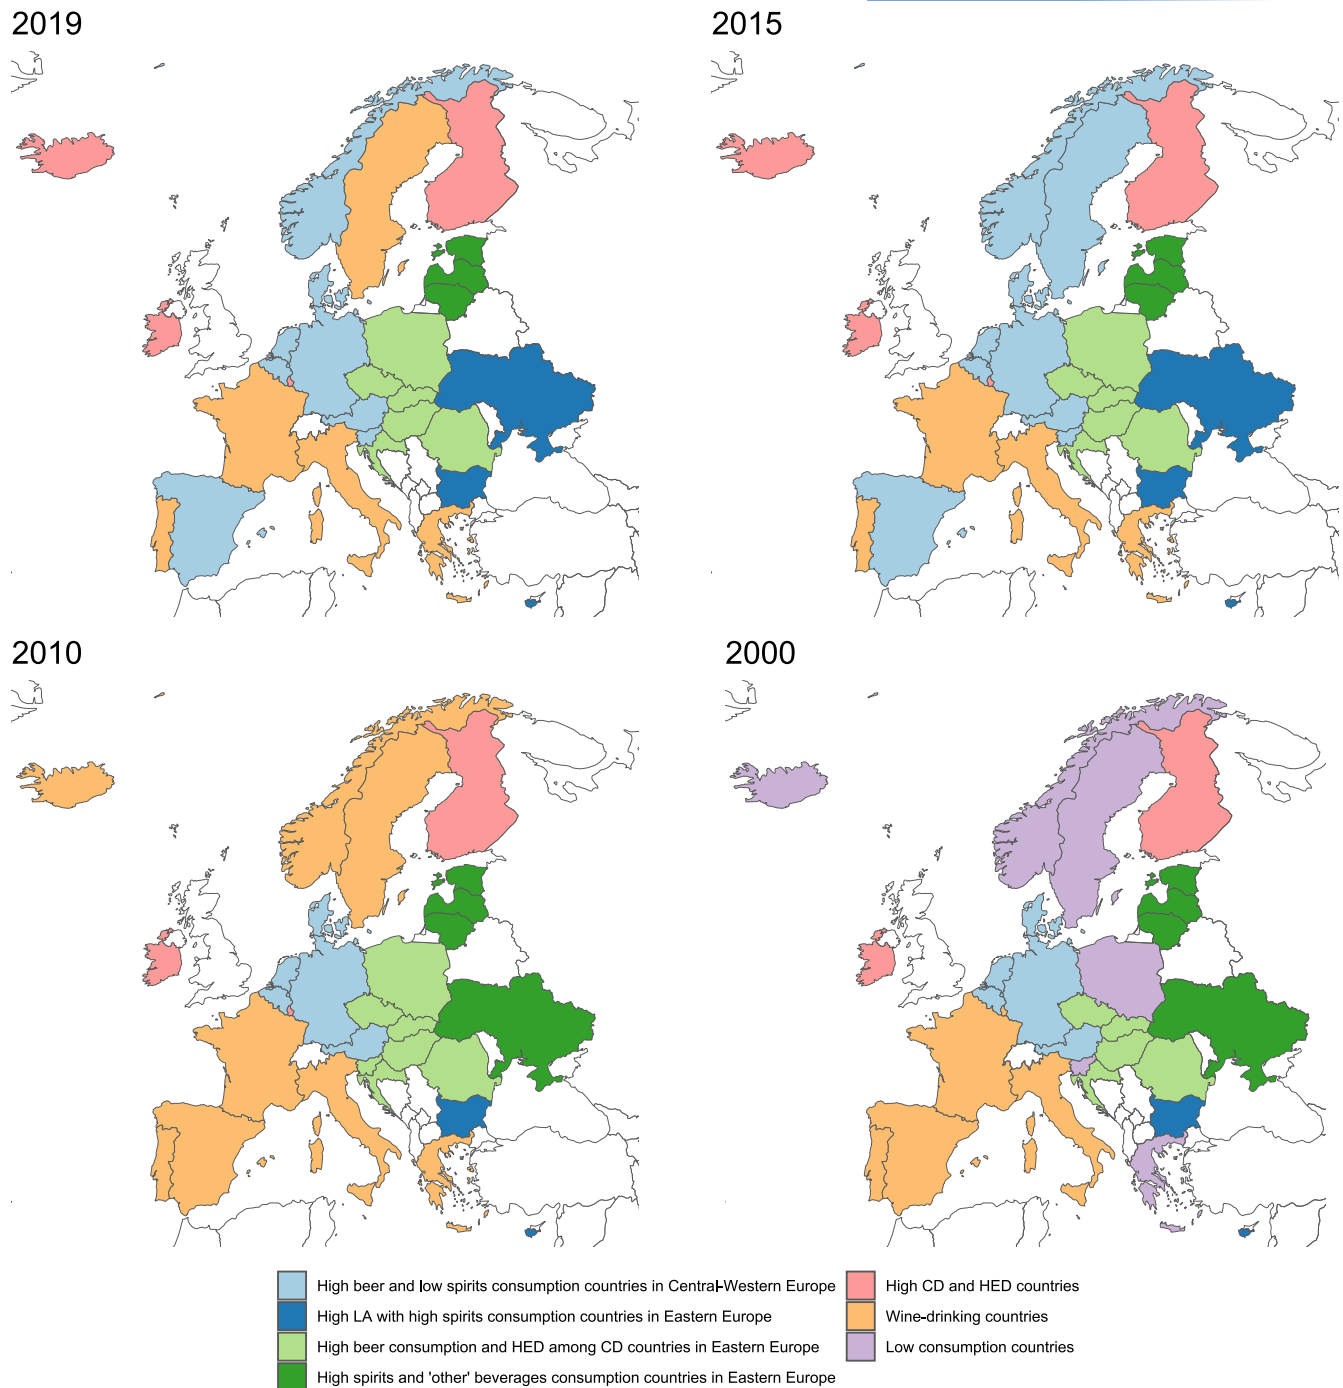 2019
2015
2010
2000
High beer and low spirits consumption countries in Central-Western Europe
High LA with high spirits consumption countries in Eastern Europe
High beer consumption and HED among CD countries in Eastern Europe
High spirits and 'other' beverages consumption countries in Eastern Europe
High CD and HED countries
Wine-drinking countries
Low consumption countries